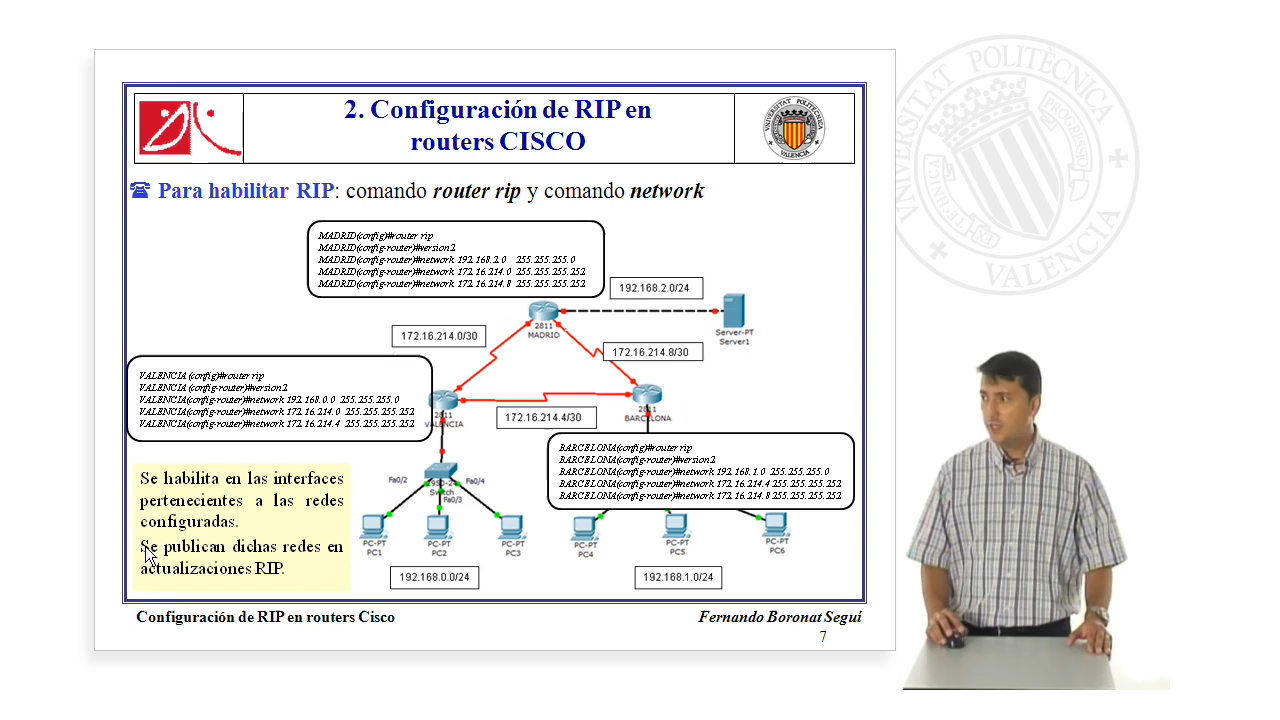 2. Configuración de RIP en
routers CISCO
UNIVERSITAT POLITÈCNICA
VALÈNCIA
Para habilitar RIP: comando router rip y comando network
MADRID(config)#router rip
MADRID(config-router)#version2
MADRID(config-router)#network 192.168.2.0 255.255.255.0
MADRID(config-router)#network 172.16.214.0 255.255.255.252
MADRID(config-router)#network 172.16.214.8 255.255.255.252
192.168.2.0/24
2811
MADRID
Server-PT
Server1
172.16.214.0/30
172.16.214.8/30
VALENCIA (config)#router rip
VALENCIA(config-router)#version2
VALENCIA(config-router)#network 192.168.0.0 255.255.255.0
VALENCIA(config-router)#network 172.16.214.0 255.255.255.252
VALENCIA(config-router)#network 172.16.214.4 255.255.255.252
2811
VALENCIA
172.16.214.4/30
2811
BARCELONA
BARCELONA(config)#router rip
BARCELONA(config-router)#version2
BARCELONA(config-router)#network 192.168.1.0 255.255.255.0
BARCELONA(config-router)#network 172.16.214.4 255.255.255.252
BARCELONA(config-router)#network 172.16.214.8 255.255.255.252
Se habilita en las interfaces
pertenecientes a las redes
configuradas.
Se publican dichas redes en
actualizaciones RIP.
Fa0/2
Fa0/4
Switch
Fa0/3
PC-PT
PC1
PC-PT
PC2
PC-PT
PC3
PC-PT
PC4
PC-PT
PC5
PC-PT
PC6
192.168.0.0/24
192.168.1.0/24
Configuración de RIP en routers Cisco
Fernando Boronat Seguí
7
UNIVERSITAT POLITÈCNICA
VALÈNCIA